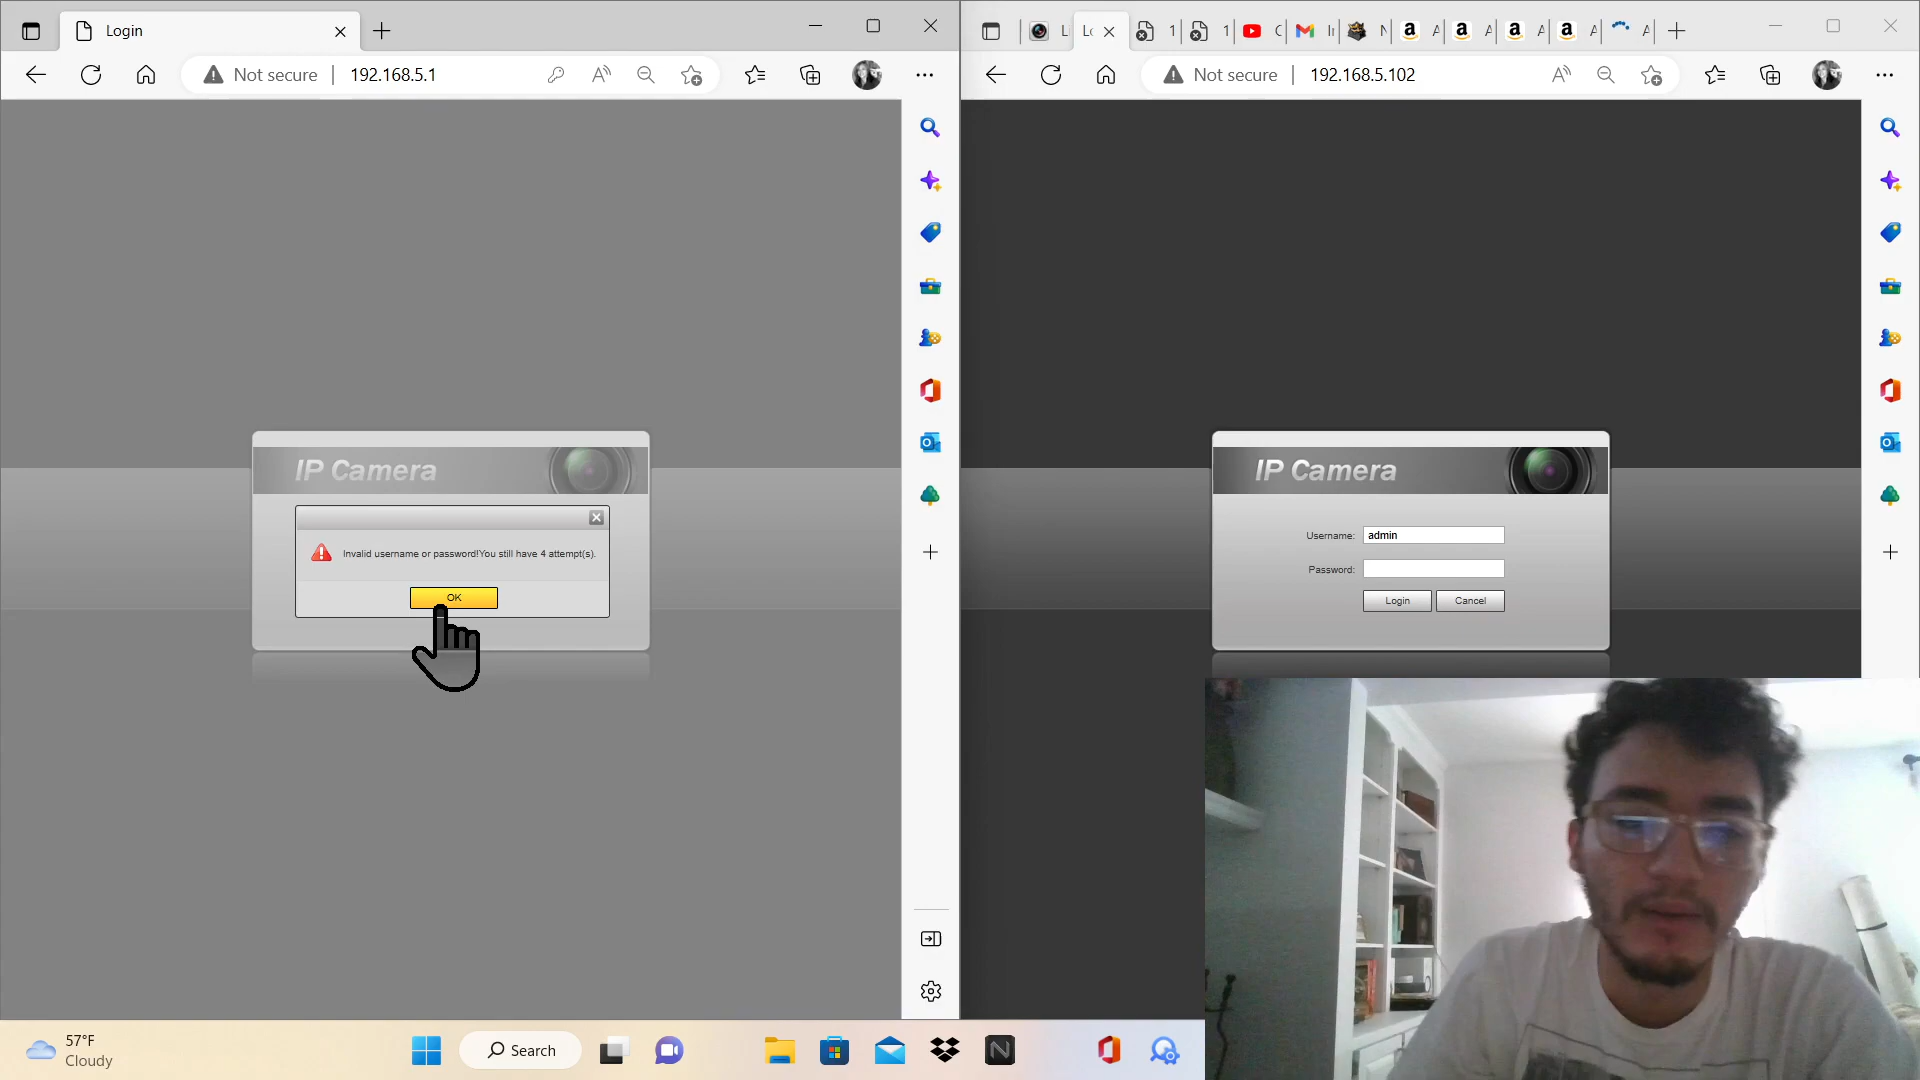 Login
Not secure
192.168.5.1
IP Camera
Invalid username or password!You still have 4 attempt(s).
OK
Not secure
192.168.5.102
IP Camera
Username:
admin
Password:
Login
Cancel
57°F
Cloudy
Search